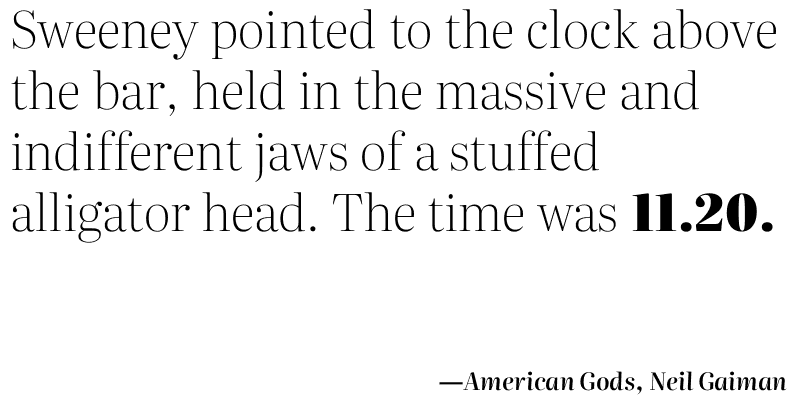 Sweeney pointed to the clock above
the bar, held in the massive and
indifferent jaws of a stuffed
alligator head. The time was 11.20.
—American Gods, Neil Gaiman